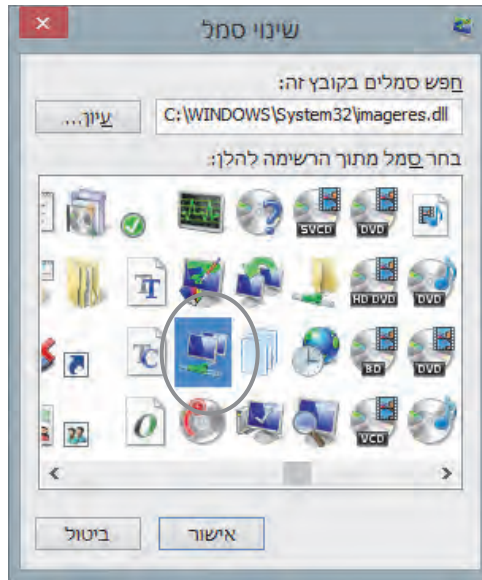 שינוי סמל
חפש סמלים בקובץ זה:
C:\WINDOWS\System32\imageres.dll
עיון...
בחר סמל מתוך הרשימה להלן:
SVCD DVD
HD DVD DVD
BD DVD
VCD
אישור
ביטול